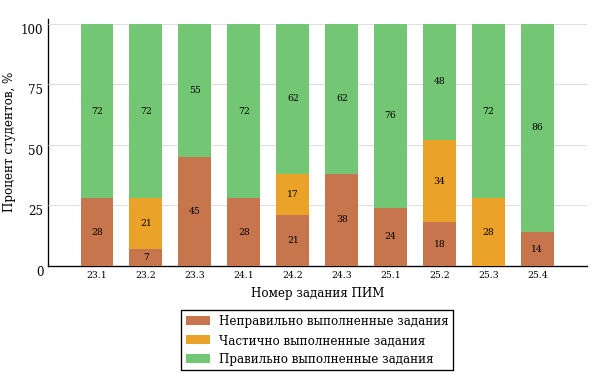 Процент студентов, %
100
75
50
25
0
72 72 55 72 62 62 76 48 72 86
21 17 34
28 7 45 28 21 38 24 18 28 14
23.1 23.2 23.3 24.1 24.2 24.3 25.1 25.2 25.3 25.4
Номер задания ПИМ
Неправильно выполненные задания
Частично выполненные задания
Правильно выполненные задания